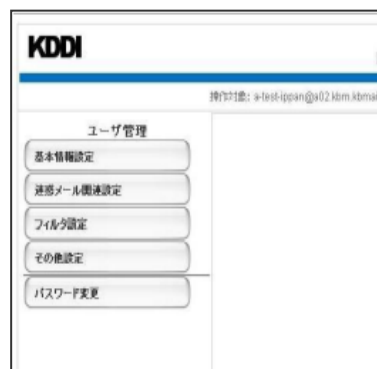 KDDI
操作対象: a-test-ippan@a02.kbm.kbmai
ユーザ管理
基本情報設定
迷惑メール関連設定
フィルタ設定
その他設定
パスワード変更